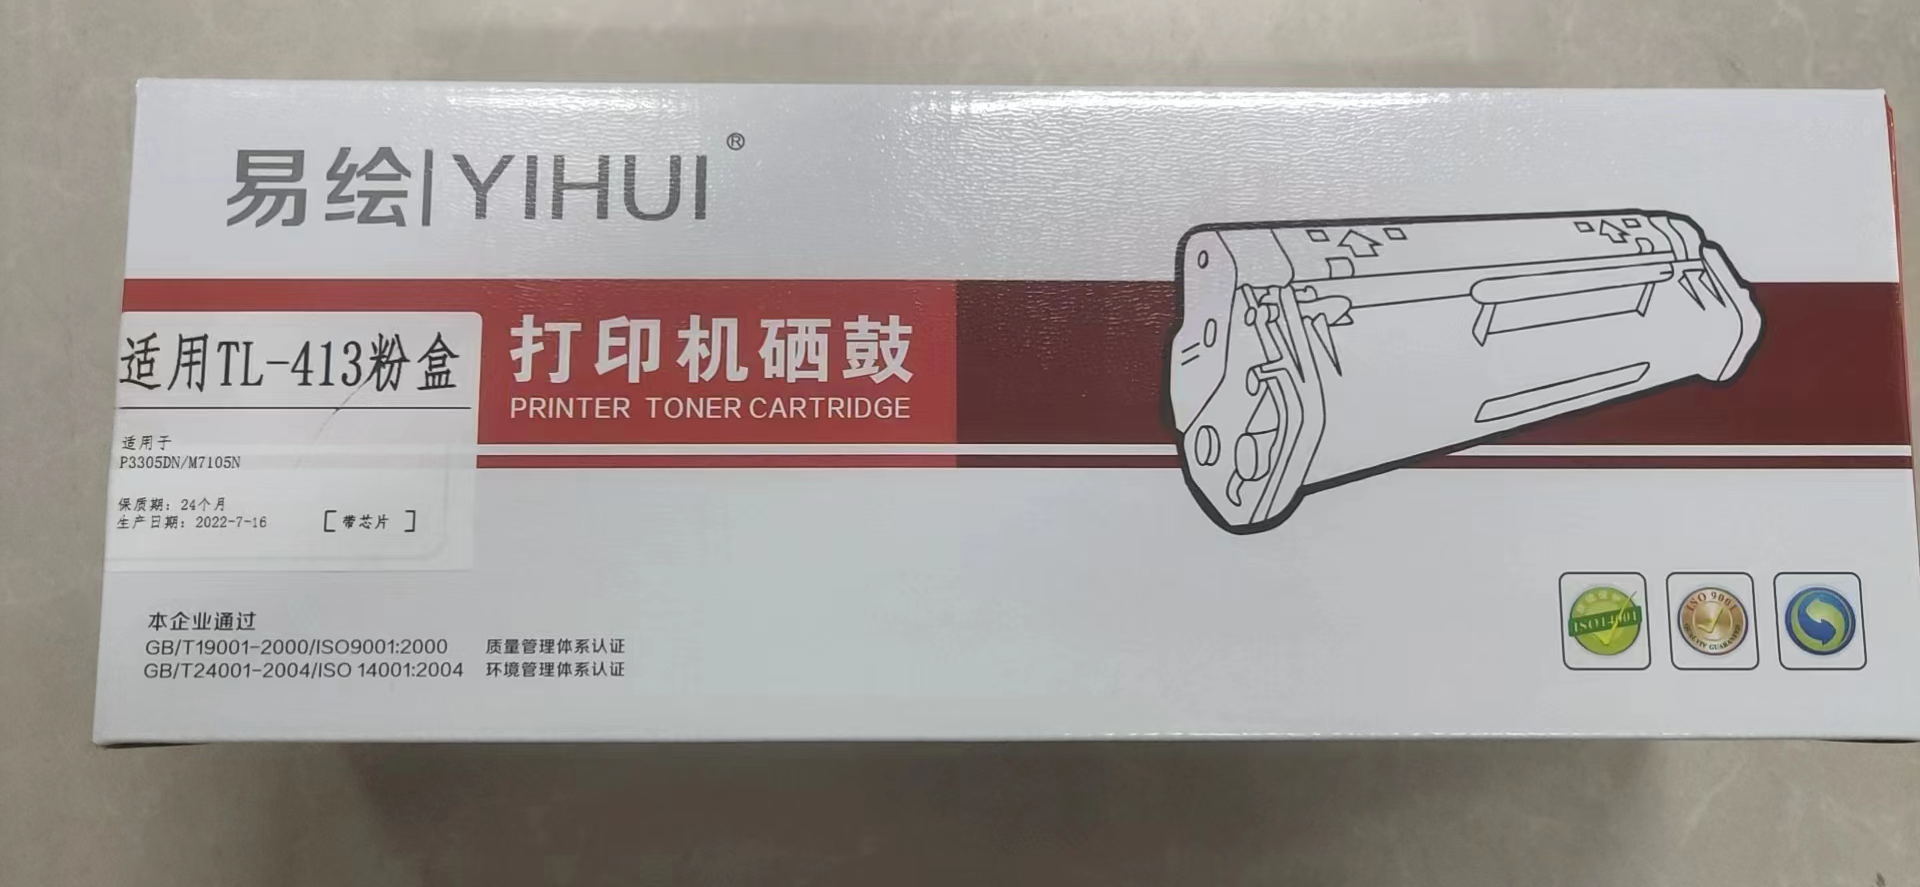 易绘|YIHUI®
适用TL-413粉盒
打印机硒鼓
PRINTER TONER CARTRIDGE
适用于
P3305DN/M7105N
保质期：24个月
生产日期：2022-7-16 [带芯片]
本企业通过
GB/T19001-2000/ISO9001:2000 质量管理体系认证
GB/T24001-2004/ISO 14001:2004 环境管理体系认证
ISO14001
ISO 9001
QUALITY GUARANTEE